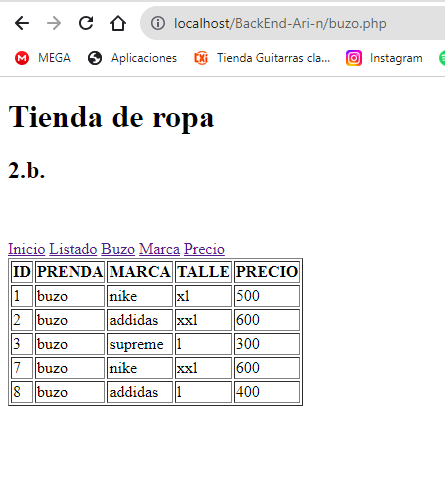 localhost/BackEnd-Ari-n/buzo.php
MEGA Aplicaciones Tienda Guitarras cla... Instagram
Tienda de ropa
2.b.
Inicio Listado Buzo Marca Precio
ID PRENDA MARCA TALLE PRECIO
1 buzo nike xl 500
2 buzo addidas xxl 600
3 buzo supreme l 300
7 buzo nike xxl 600
8 buzo addidas l 400